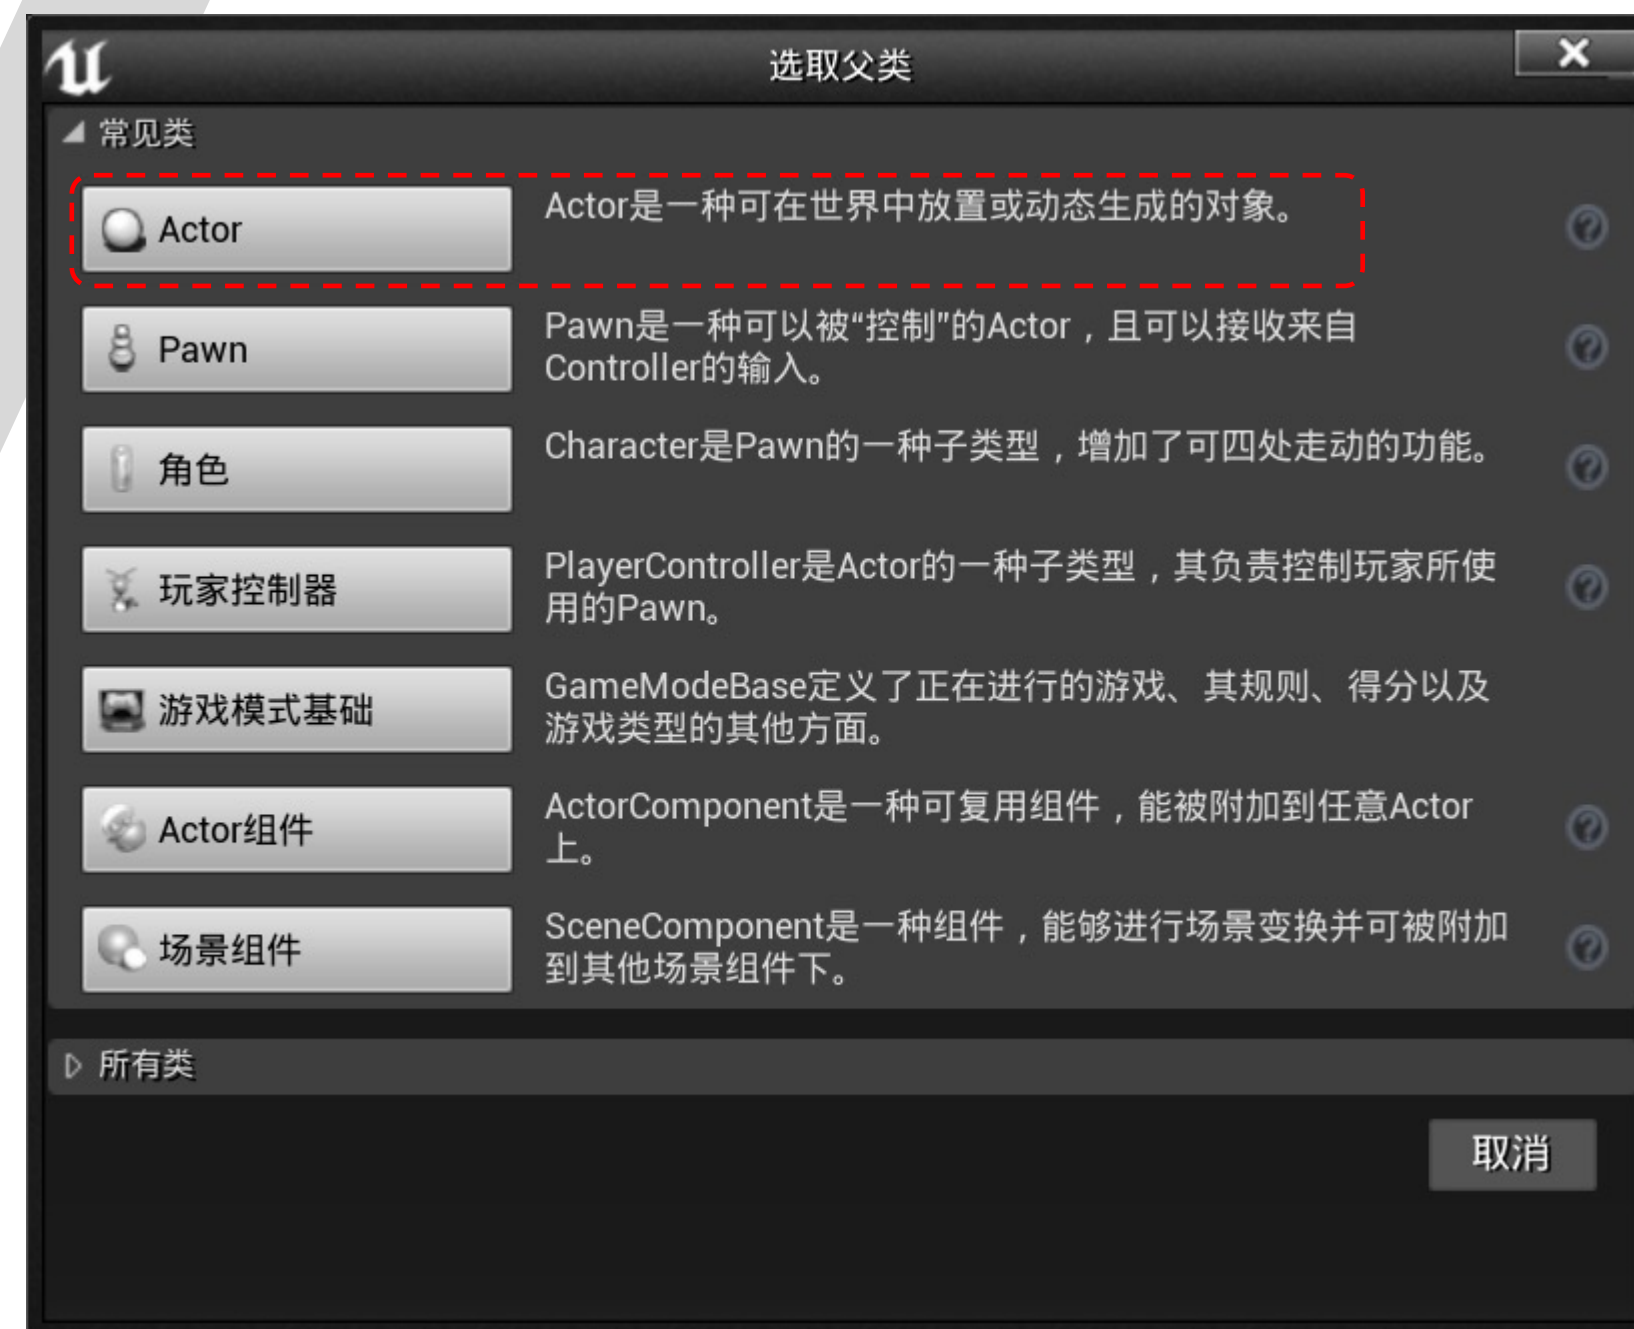 选取父类
常见类
Actor
Actor是一种可在世界中放置或动态生成的对象。
Pawn
Pawn是一种可以被“控制”的Actor，且可以接收来自
Controller的输入。
角色
Character是Pawn的一种子类型，增加了可四处走动的功能。
玩家控制器
PlayerController是Actor的一种子类型，其负责控制玩家所使
用的Pawn。
游戏模式基础
GameModeBase定义了正在进行的游戏、其规则、得分以及
游戏类型的其他方面。
Actor组件
ActorComponent是一种可复用组件，能被附加到任意Actor
上。
场景组件
SceneComponent是一种组件，能够进行场景变换并可被附加
到其他场景组件下。
所有类
取消